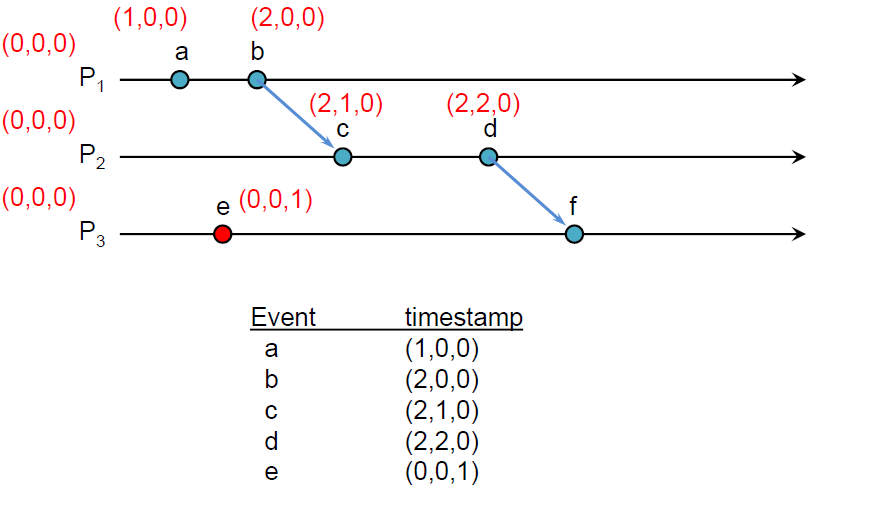 (1,0,0) (2,0,0)
(0,0,0) a b
P1
(2,1,0) (2,2,0)
(0,0,0) c d
P2
(0,0,0) e (0,0,1) f
P3
Event timestamp
a (1,0,0)
b (2,0,0)
c (2,1,0)
d (2,2,0)
e (0,0,1)